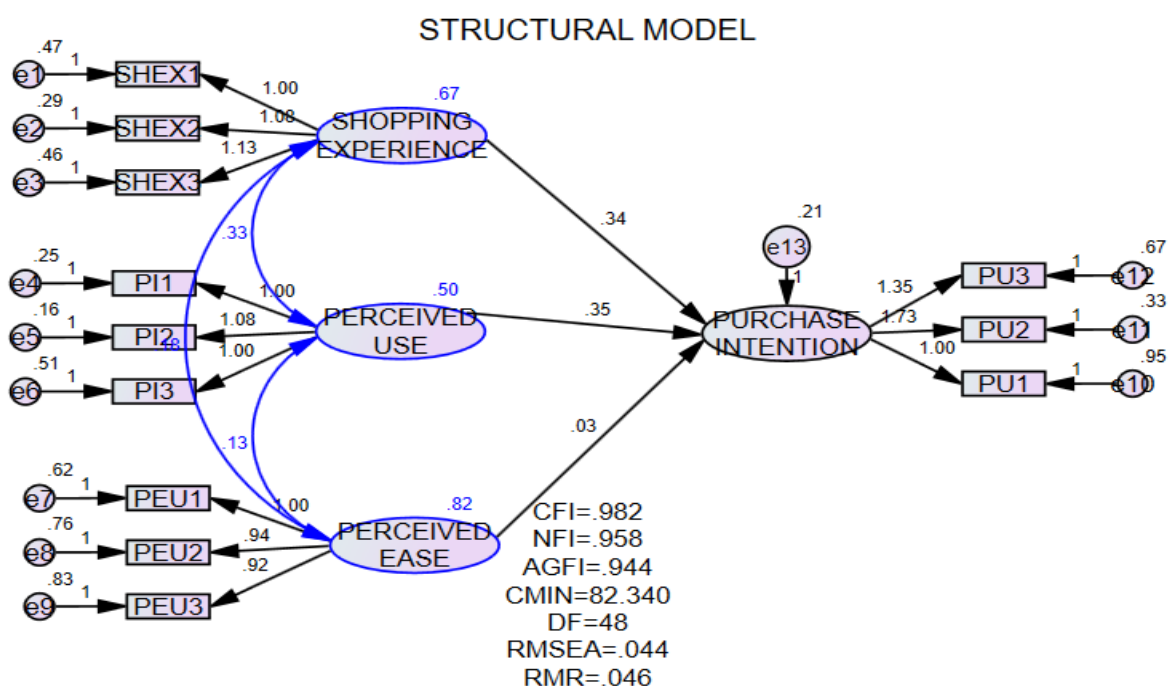 STRUCTURAL MODEL
.47
e1
1
SHEX1
1.00
.29
e2
1
SHEX2
1.08
.46
e3
1
SHEX3
1.13
.67
SHOPPING
EXPERIENCE
.33
.34
.25
e4
1
PI1
1.00
.16
e5
1
PI2
1.08
.51
e6
1
PI3
1.00
.50
PERCEIVED
USE
.35
.13
.62
e7
1
PEU1
1.00
.76
e8
1
PEU2
.94
.83
e9
1
PEU3
.92
.82
PERCEIVED
EASE
.03
.21
e13
1
PURCHASE
INTENTION
1.35
PU3
1
.67
e12
1.73
PU2
1
.33
e11
1.00
PU1
1
.95
e10
CFI=.982
NFI=.958
AGFI=.944
CMIN=82.340
DF=48
RMSEA=.044
RMR=.046